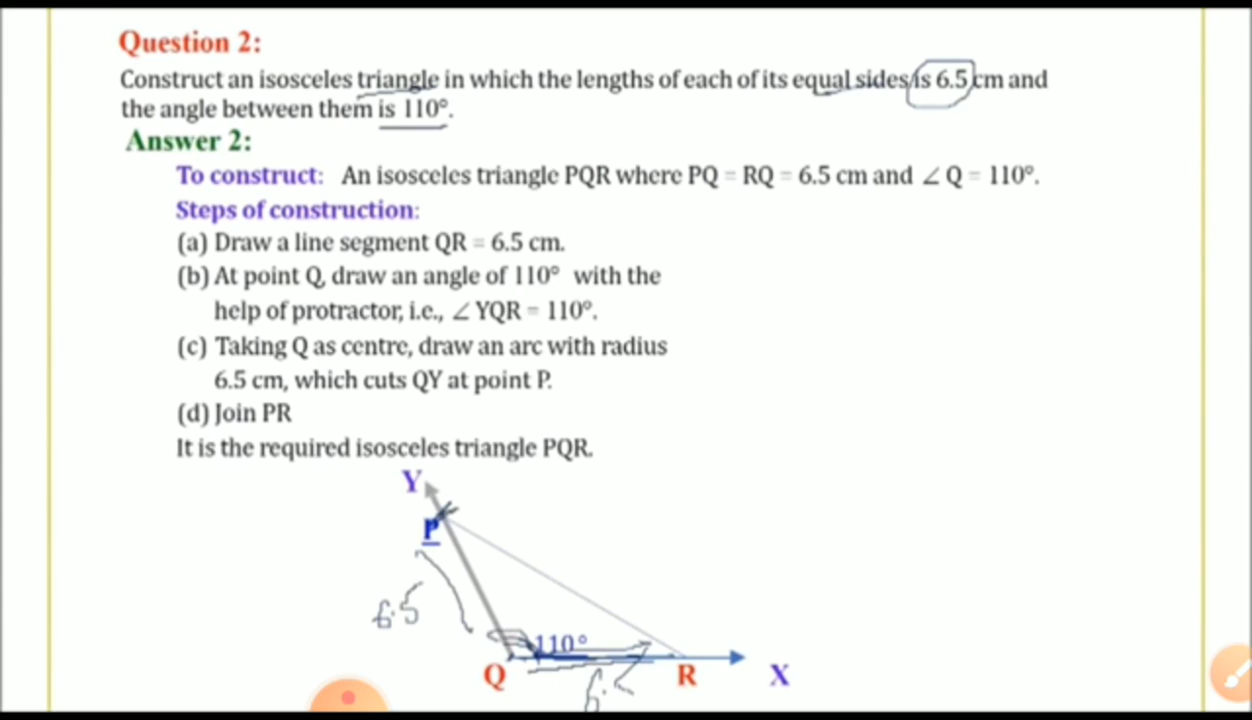 Question 2:
Construct an isosceles triangle in which the lengths of each of its equal sides is 6.5 cm and
the angle between them is 110°.
Answer 2:
To construct: An isosceles triangle PQR where PQ = RQ = 6.5 cm and ∠Q = 110°.
Steps of construction:
(a) Draw a line segment QR = 6.5 cm.
(b) At point Q, draw an angle of 110° with the
help of protractor, i.e., ∠YQR = 110°.
(c) Taking Q as centre, draw an arc with radius
6.5 cm, which cuts QY at point P.
(d) Join PR
It is the required isosceles triangle PQR.
Y
P
6.5
110°
Q
R
X